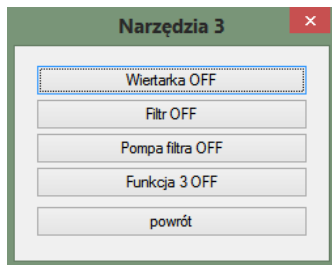 Narzędzia 3
Wiertarka OFF
Filtr OFF
Pompa filtra OFF
Funkcja 3 OFF
powrót